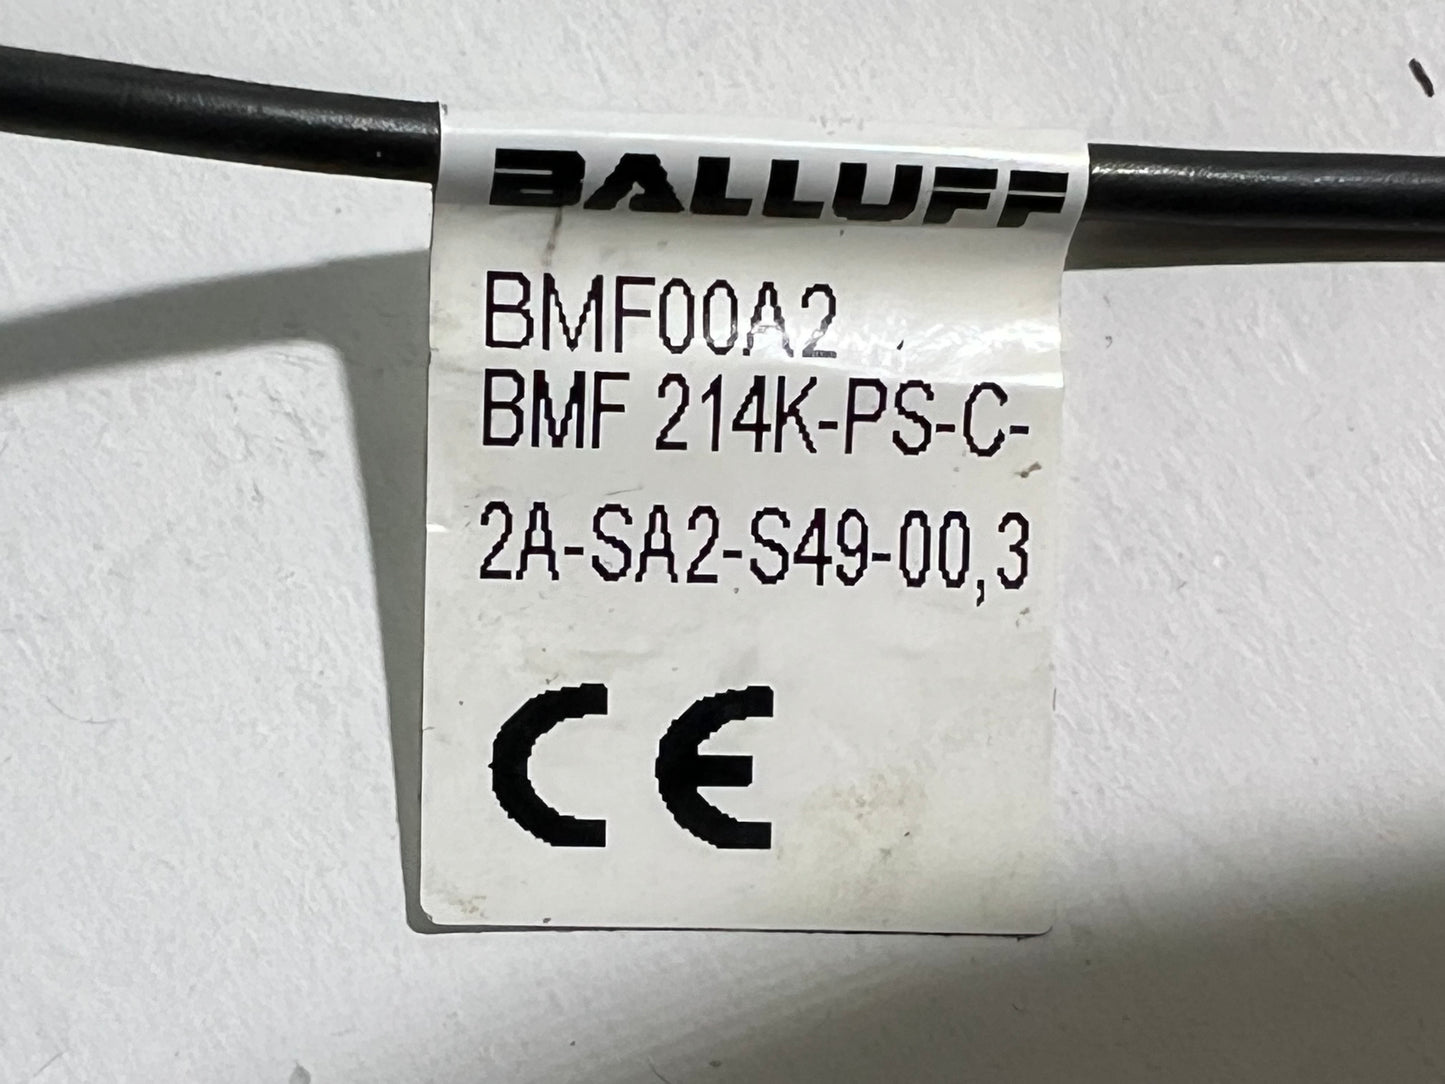 BALLUFF
BMF00A2
BMF 214K-PS-C-
2A-SA2-S49-00,3
CE